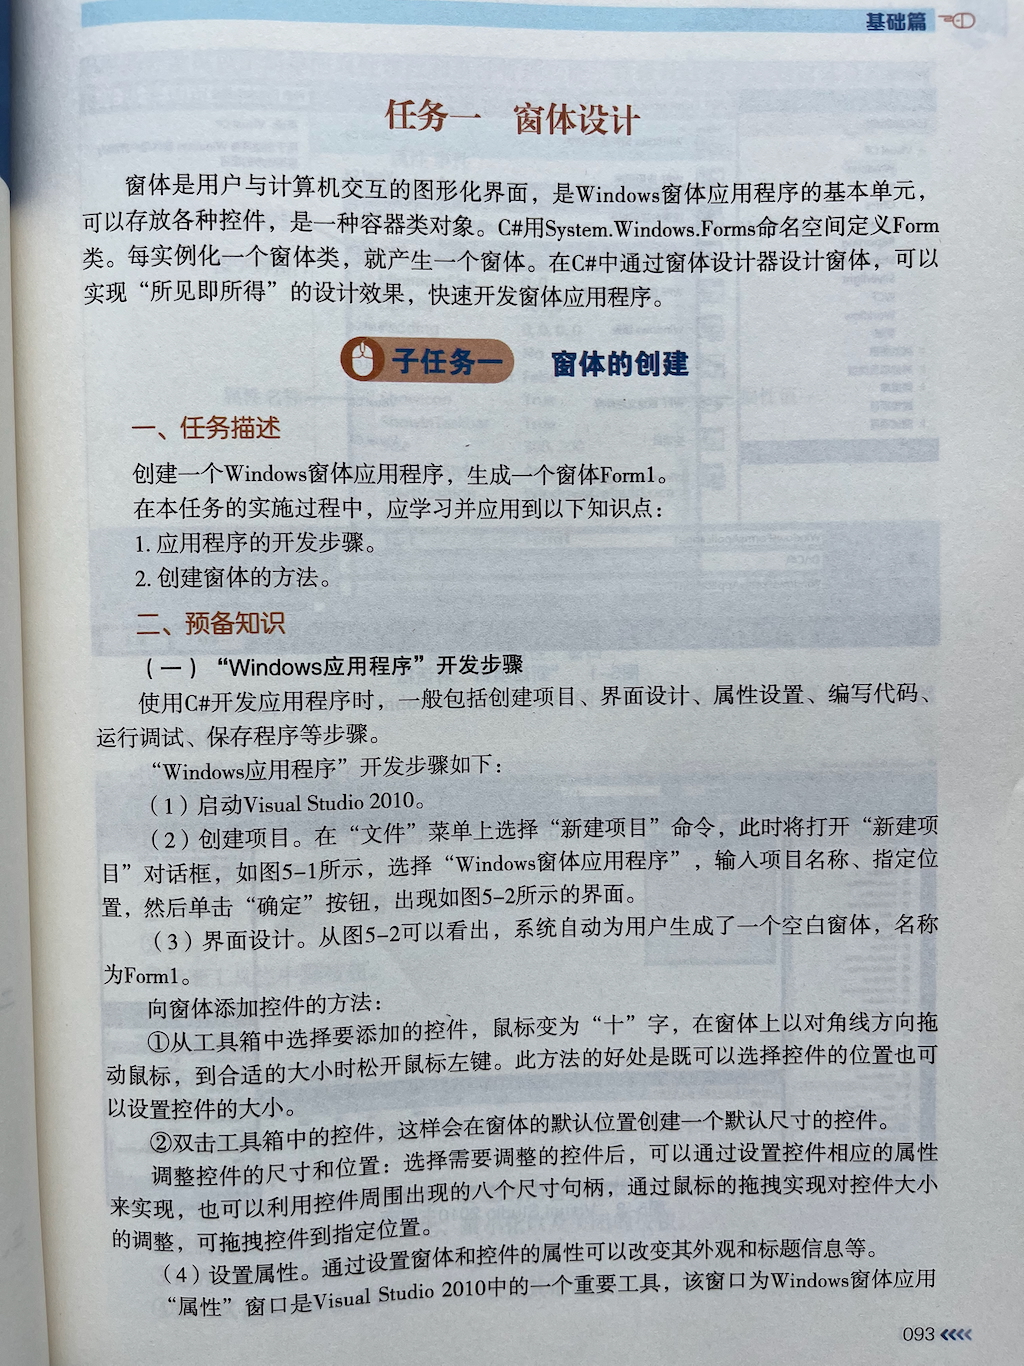 基础篇
任务一 窗体设计
窗体是用户与计算机交互的图形化界面，是Windows窗体应用程序的基本单元，
可以存放各种控件，是一种容器类对象。C#用System.Windows.Forms命名空间定义Form
类。每实例化一个窗体类，就产生一个窗体。在C#中通过窗体设计器设计窗体，可以
实现“所见即所得”的设计效果，快速开发窗体应用程序。
子任务一 窗体的创建
一、任务描述
创建一个Windows窗体应用程序，生成一个窗体Form1。
在本任务的实施过程中，应学习并应用到以下知识点：
1. 应用程序的开发步骤。
2. 创建窗体的方法。
二、预备知识
（一）“Windows应用程序”开发步骤
使用C#开发应用程序时，一般包括创建项目、界面设计、属性设置、编写代码、
运行调试、保存程序等步骤。
“Windows应用程序”开发步骤如下：
（1）启动Visual Studio 2010。
（2）创建项目。在“文件”菜单上选择“新建项目”命令，此时将打开“新建项
目”对话框，如图5-1所示，选择“Windows窗体应用程序”，输入项目名称、指定位
置，然后单击“确定”按钮，出现如图5-2所示的界面。
（3）界面设计。从图5-2可以看出，系统自动为用户生成了一个空白窗体，名称
为Form1。
向窗体添加控件的方法：
①从工具箱中选择要添加的控件，鼠标变为“十”字，在窗体上以对角线方向拖
动鼠标，到合适的大小时松开鼠标左键。此方法的好处是既可以选择控件的位置也可
以设置控件的大小。
②双击工具箱中的控件，这样会在窗体的默认位置创建一个默认尺寸的控件。
调整控件的尺寸和位置：选择需要调整的控件后，可以通过设置控件相应的属性
来实现，也可以利用控件周围出现的八个尺寸句柄，通过鼠标的拖拽实现对控件大小
的调整，可拖拽控件到指定位置。
（4）设置属性。通过设置窗体和控件的属性可以改变其外观和标题信息等。
“属性”窗口是Visual Studio 2010中的一个重要工具，该窗口为Windows窗体应用
093